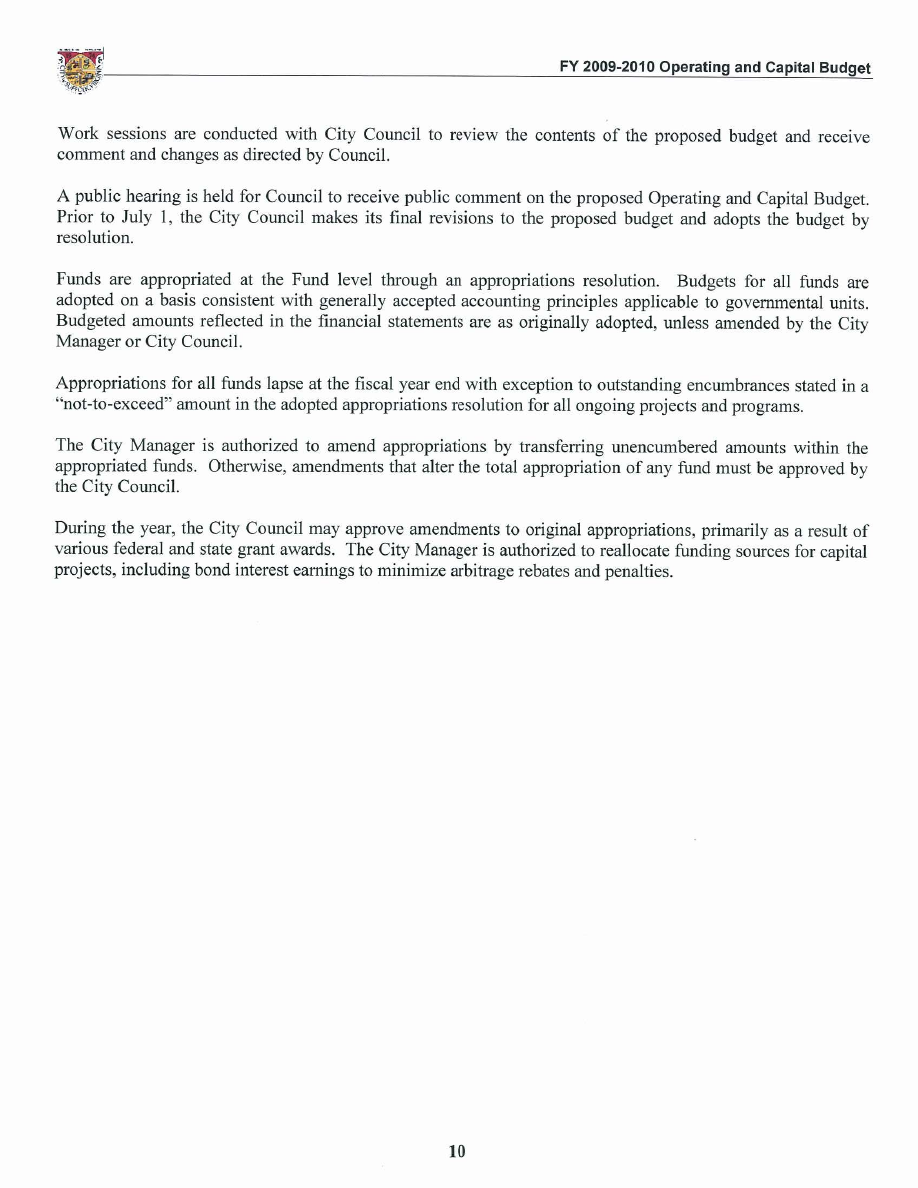 FY 2009-2010 Operating and Capital Budget
Work sessions are conducted with City Council to review the contents of the proposed budget and receive
comment and changes as directed by Council.
A public hearing is held for Council to receive public comment on the proposed Operating and Capital Budget.
Prior to July 1, the City Council makes its final revisions to the proposed budget and adopts the budget by
resolution.
Funds are appropriated at the Fund level through an appropriations resolution. Budgets for all funds are
adopted on a basis consistent with generally accepted accounting principles applicable to governmental units.
Budgeted amounts reflected in the financial statements are as originally adopted, unless amended by the City
Manager or City Council.
Appropriations for all funds lapse at the fiscal year end with exception to outstanding encumbrances stated in a
“not-to-exceed” amount in the adopted appropriations resolution for all ongoing projects and programs.
The City Manager is authorized to amend appropriations by transferring unencumbered amounts within the
appropriated funds. Otherwise, amendments that alter the total appropriation of any fund must be approved by
the City Council.
During the year, the City Council may approve amendments to original appropriations, primarily as a result of
various federal and state grant awards. The City Manager is authorized to reallocate funding sources for capital
projects, including bond interest earnings to minimize arbitrage rebates and penalties.
10